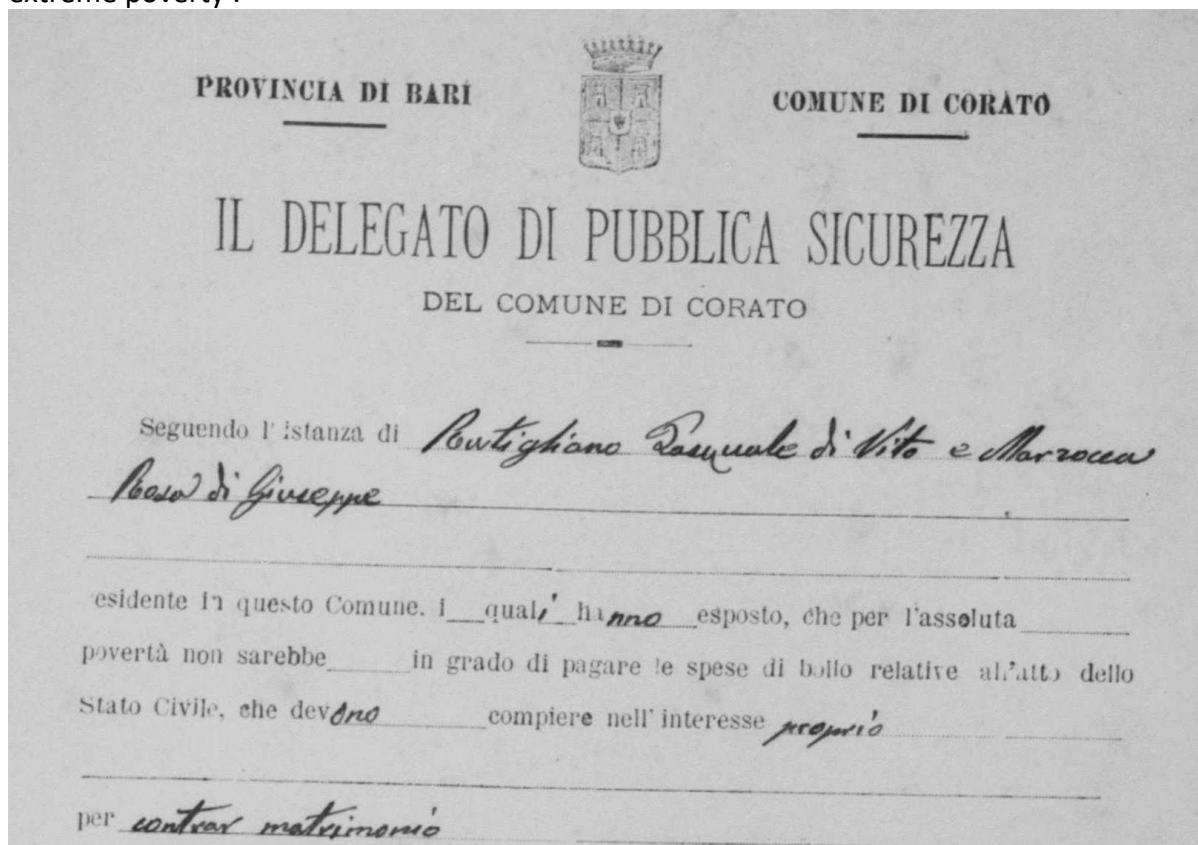 extreme poverty.
PROVINCIA DI BARI
COMUNE DI CORATO
IL DELEGATO DI PUBBLICA SICUREZZA
DEL COMUNE DI CORATO
Seguendo l'istanza di Rutigliano Pasquale di Vito e Marzocca
Rosa di Giuseppe
esidente in questo Comune. i quali hanno esposto, che per l'assoluta
povertà non sarebbe in grado di pagare le spese di bollo relative all'atto dello
Stato Civile, che devono compiere nell'interesse proprio
per contrar matrimonio